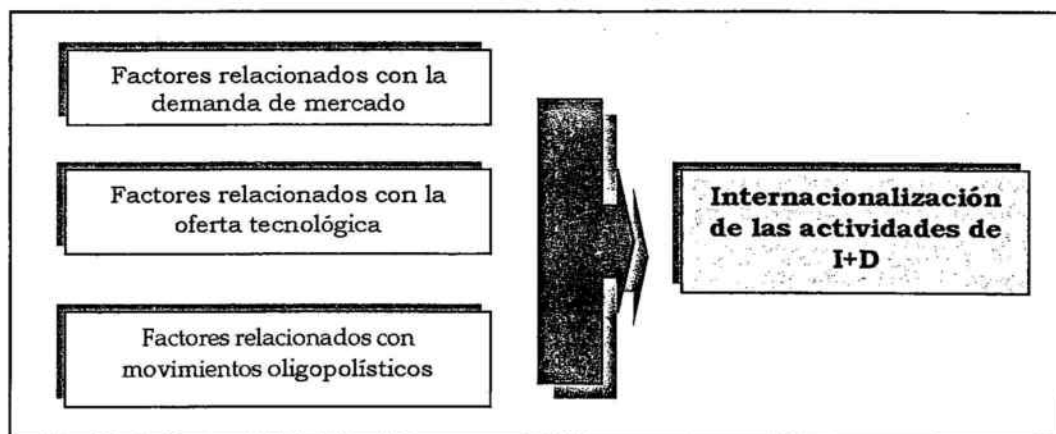 Factores relacionados con la
demanda de mercado
Factores relacionados con la
oferta tecnológica
Factores relacionados con
movimientos oligopolísticos
Internacionalización
de las actividades de
I+D